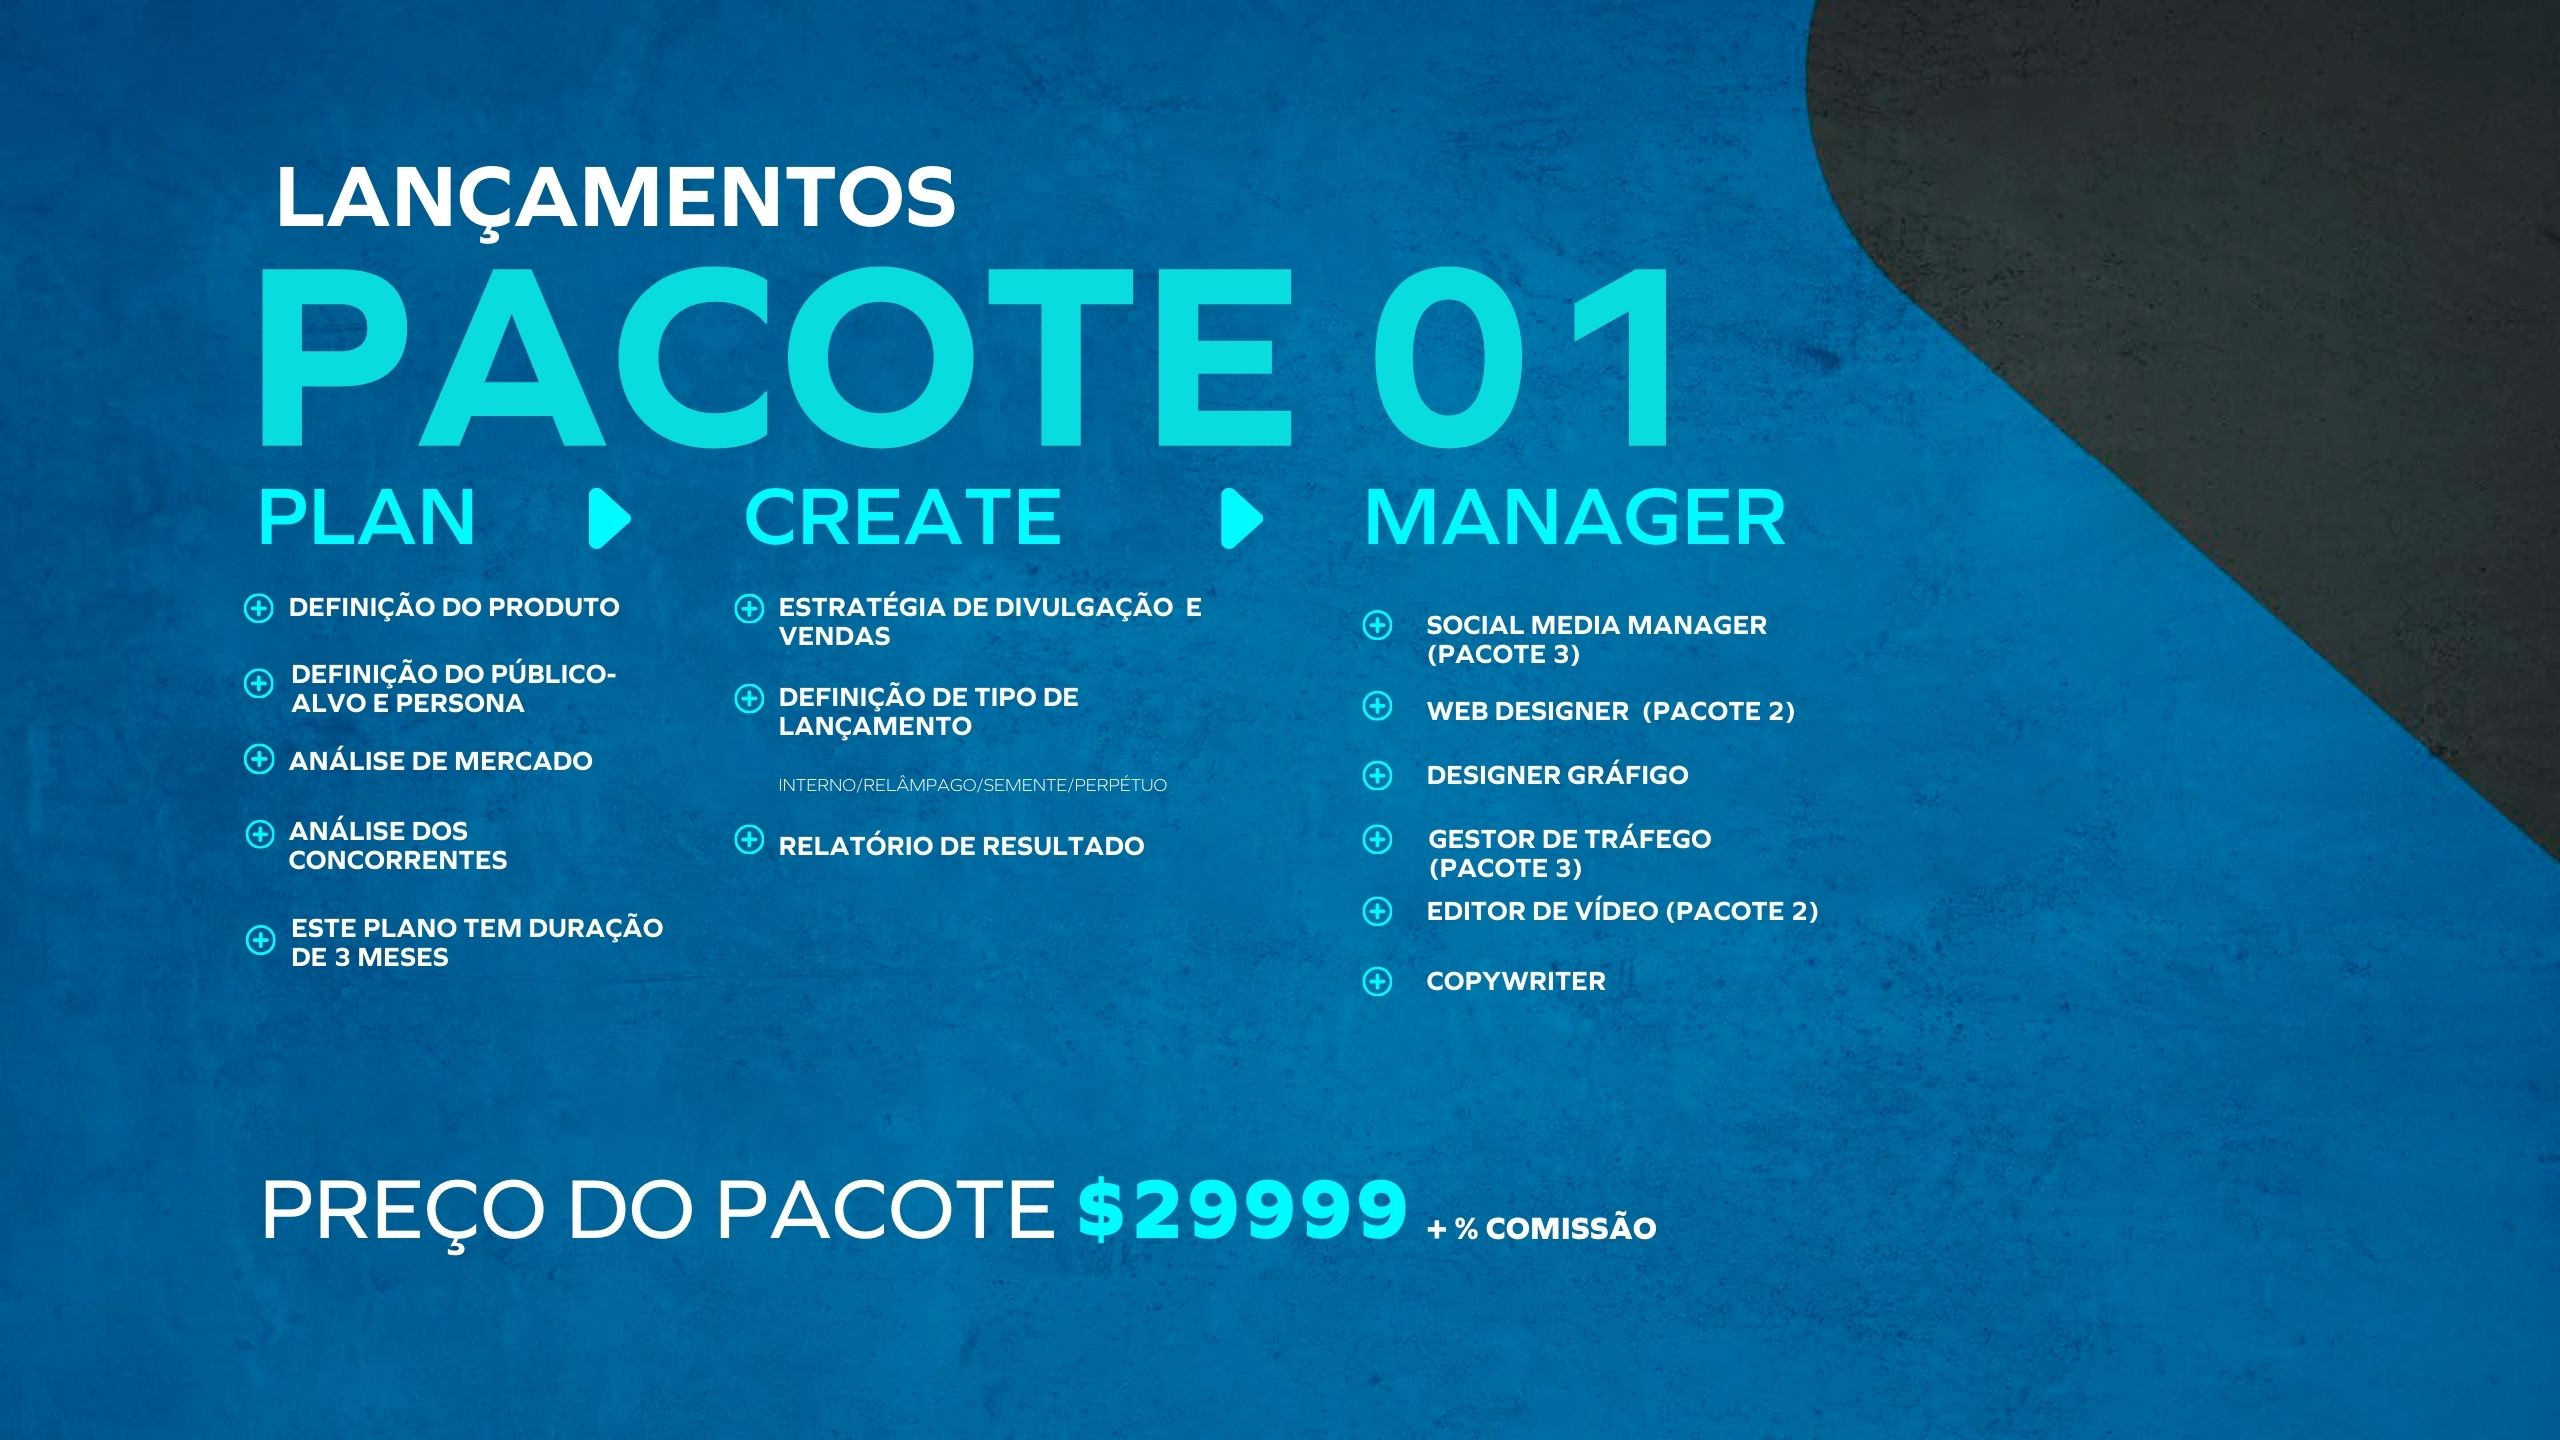 LANÇAMENTOS
PACOTE 01
PLAN
DEFINIÇÃO DO PRODUTO
DEFINIÇÃO DO PÚBLICO-
ALVO E PERSONA
ANÁLISE DE MERCADO
ANÁLISE DOS
CONCORRENTES
ESTE PLANO TEM DURAÇÃO
DE 3 MESES
CREATE
ESTRATÉGIA DE DIVULGAÇÃO E
VENDAS
DEFINIÇÃO DE TIPO DE
LANÇAMENTO
INTERNO/RELÂMPAGO/SEMENTE/PERPÉTUO
RELATÓRIO DE RESULTADO
MANAGER
SOCIAL MEDIA MANAGER
(PACOTE 3)
WEB DESIGNER (PACOTE 2)
DESIGNER GRÁFIGO
GESTOR DE TRÁFEGO
(PACOTE 3)
EDITOR DE VÍDEO (PACOTE 2)
COPYWRITER
PREÇO DO PACOTE $29999 + % COMISSÃO